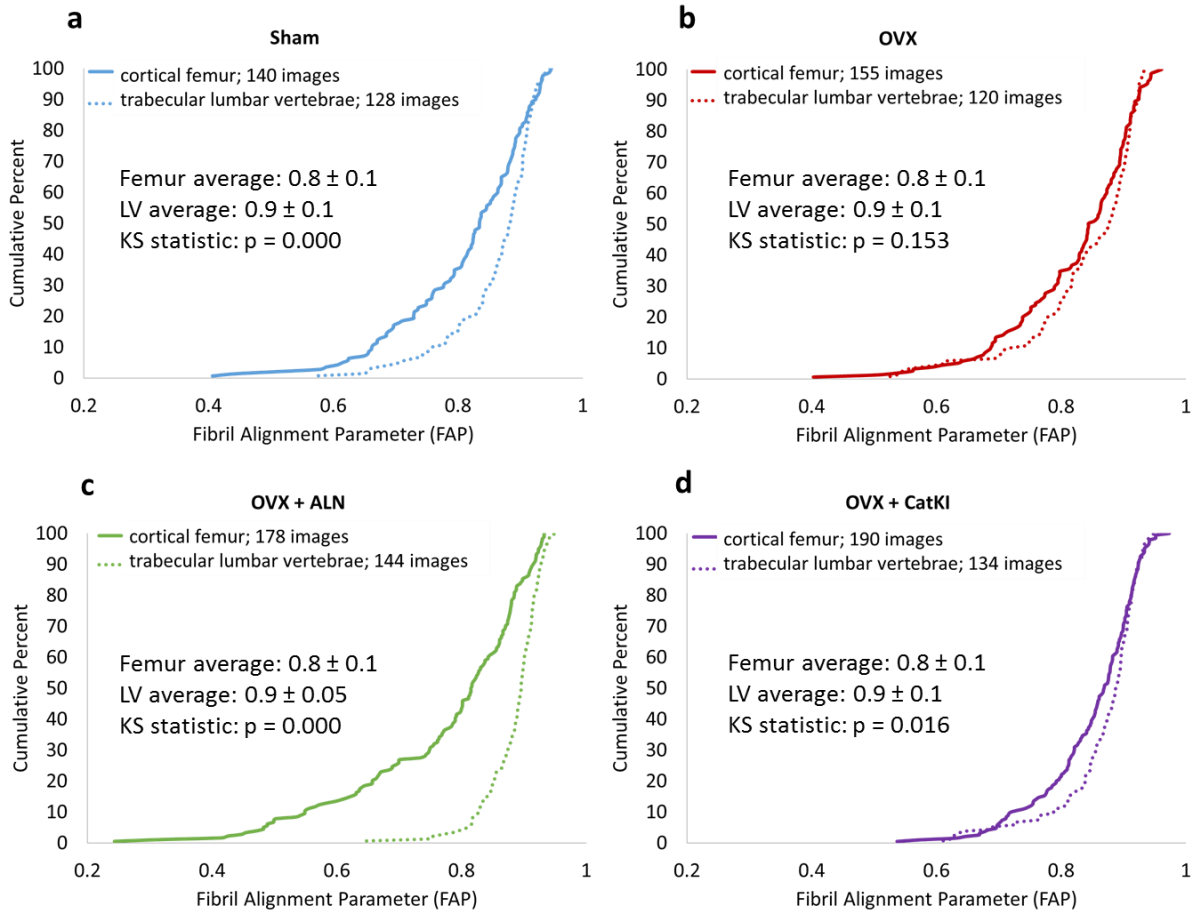 a
Sham
cortical femur; 140 images
trabecular lumbar vertebrae; 128 images
Femur average: 0.8 ± 0.1
LV average: 0.9 ± 0.1
KS statistic: p = 0.000
Cumulative Percent
100
90
80
70
60
50
40
30
20
10
0
0.2 0.4 0.6 0.8 1
Fibril Alignment Parameter (FAP)
b
OVX
cortical femur; 155 images
trabecular lumbar vertebrae; 120 images
Femur average: 0.8 ± 0.1
LV average: 0.9 ± 0.1
KS statistic: p = 0.153
Cumulative Percent
100
90
80
70
60
50
40
30
20
10
0
0.2 0.4 0.6 0.8 1
Fibril Alignment Parameter (FAP)
c
OVX + ALN
cortical femur; 178 images
trabecular lumbar vertebrae; 144 images
Femur average: 0.8 ± 0.1
LV average: 0.9 ± 0.05
KS statistic: p = 0.000
Cumulative Percent
100
90
80
70
60
50
40
30
20
10
0
0.2 0.4 0.6 0.8 1
Fibril Alignment Parameter (FAP)
d
OVX + CatKI
cortical femur; 190 images
trabecular lumbar vertebrae; 134 images
Femur average: 0.8 ± 0.1
LV average: 0.9 ± 0.1
KS statistic: p = 0.016
Cumulative Percent
100
90
80
70
60
50
40
30
20
10
0
0.2 0.4 0.6 0.8 1
Fibril Alignment Parameter (FAP)